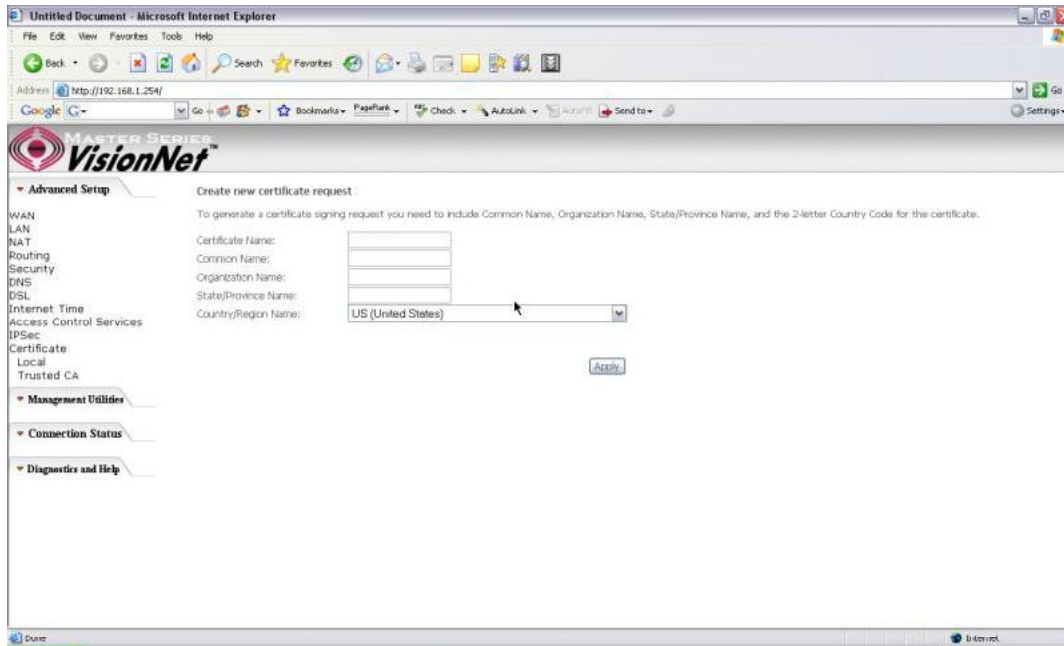 Untitled Document - Microsoft Internet Explorer
File Edit View Favorites Tools Help
Back Search Favorites
Address http://192.168.1.254/ Go
Google G Go Bookmarks PageRank Check AutoLink AutoFill Send to Settings
MASTER SERIES
VisionNet™
Advanced Setup
WAN
LAN
NAT
Routing
Security
DNS
DSL
Internet Time
Access Control Services
IPSec
Certificate
Local
Trusted CA
Management Utilities
Connection Status
Diagnostics and Help
Create new certificate request
To generate a certificate signing request you need to include Common Name, Organization Name, State/Province Name, and the 2-letter Country Code for the certificate.
Certificate Name:
Common Name:
Organization Name:
State/Province Name:
Country/Region Name: US (United States)
Apply
Done Internet